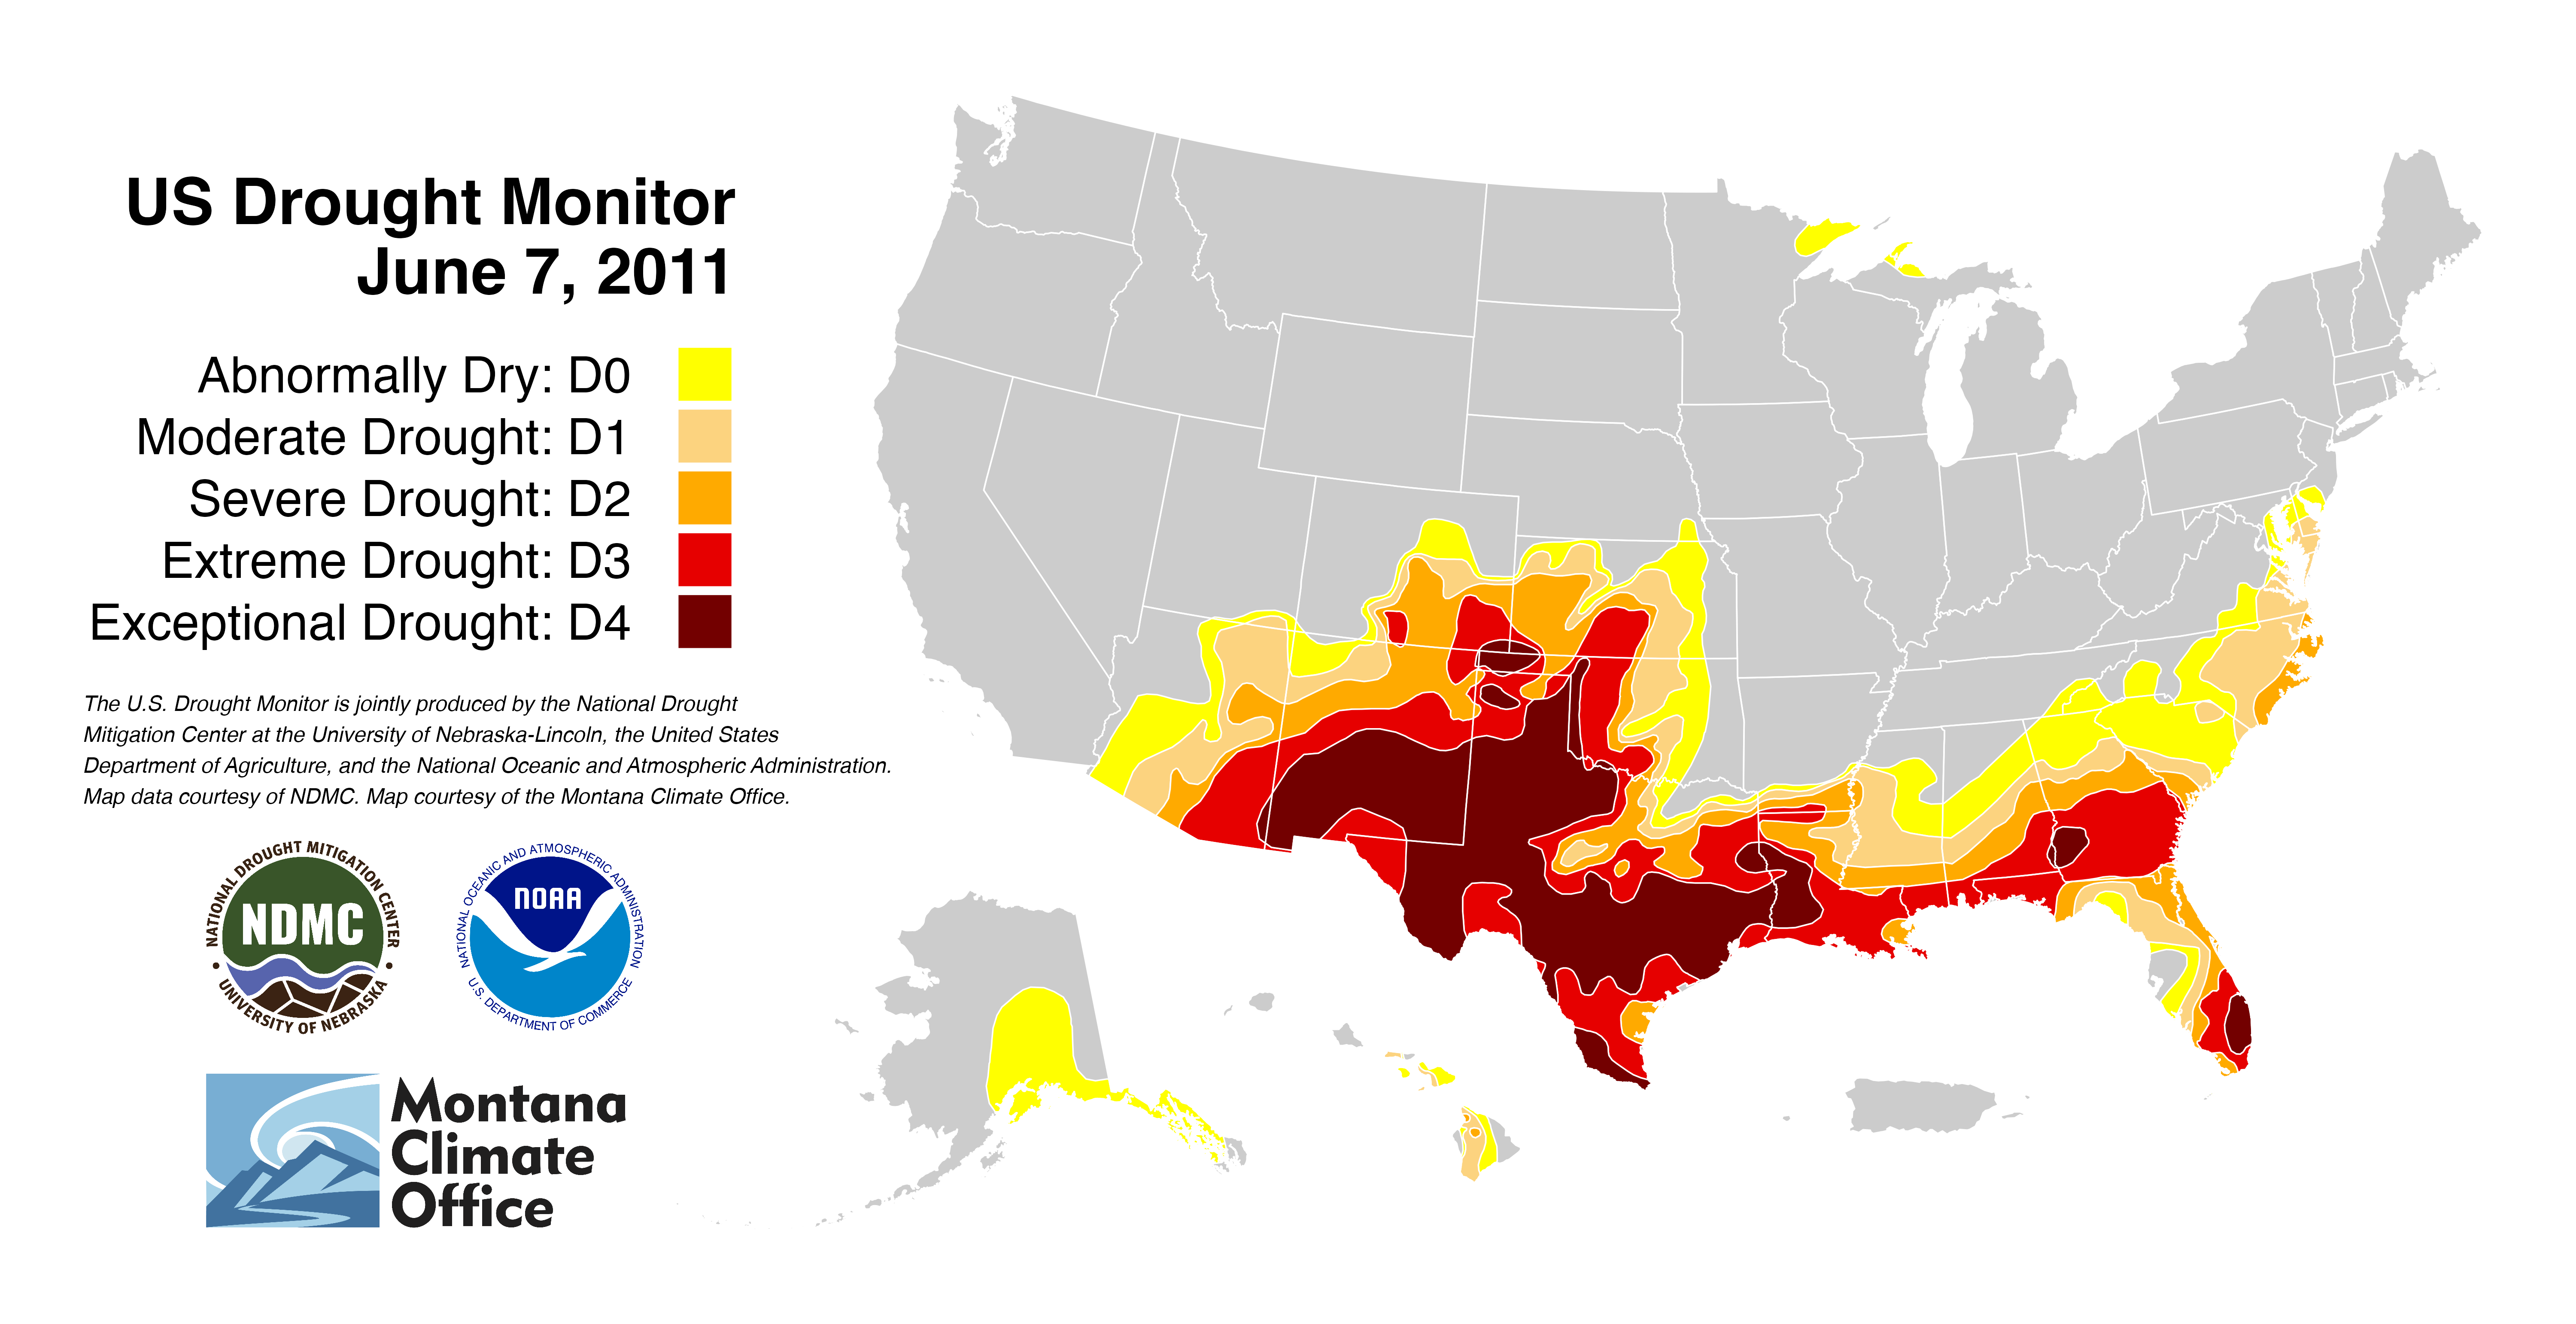 US Drought Monitor
June 7, 2011
Abnormally Dry: D0
Moderate Drought: D1
Severe Drought: D2
Extreme Drought: D3
Exceptional Drought: D4
The U.S. Drought Monitor is jointly produced by the National Drought
Mitigation Center at the University of Nebraska-Lincoln, the United States
Department of Agriculture, and the National Oceanic and Atmospheric Administration.
Map data courtesy of NDMC. Map courtesy of the Montana Climate Office.
NATIONAL DROUGHT MITIGATION CENTER
NDMC
• UNIVERSITY OF NEBRASKA •
NATIONAL OCEANIC AND ATMOSPHERIC ADMINISTRATION
NOAA
U.S. DEPARTMENT OF COMMERCE
Montana
Climate
Office